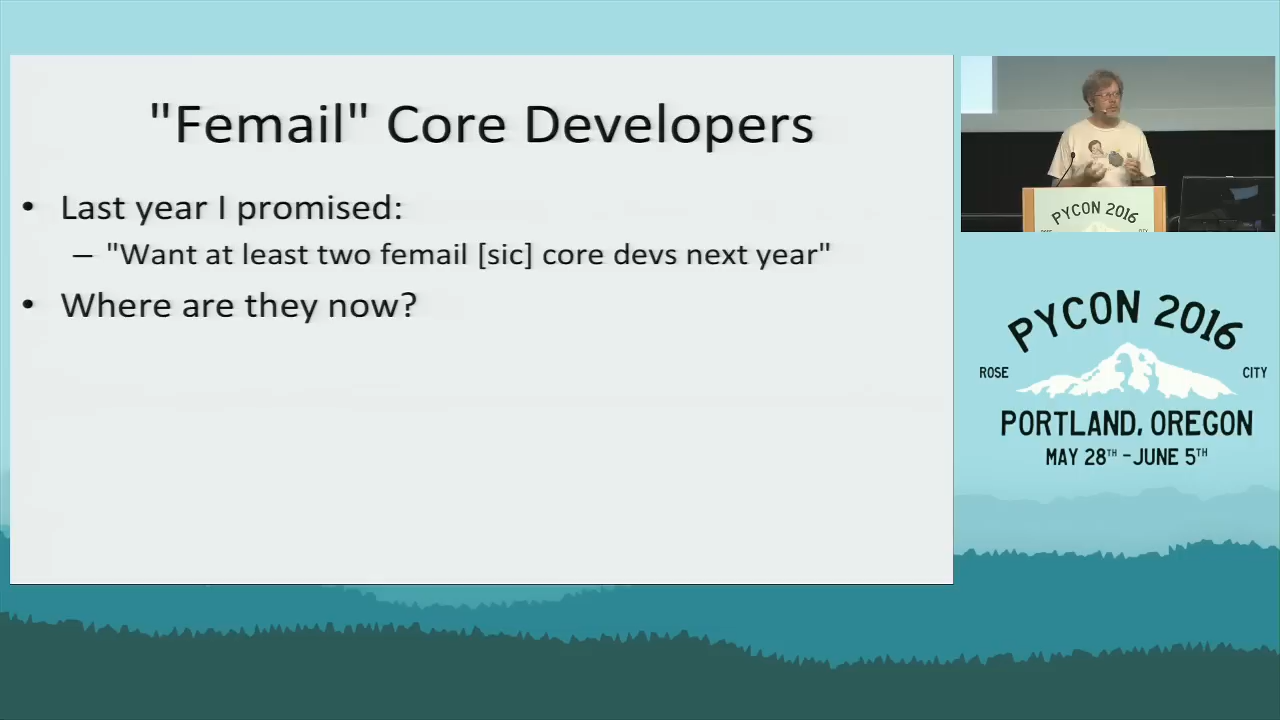 "Femail" Core Developers
• Last year I promised:
– "Want at least two femail [sic] core devs next year"
• Where are they now?
PYCON 2016
PYCON 2016
ROSE
CITY
PORTLAND, OREGON
MAY 28TH - JUNE 5TH